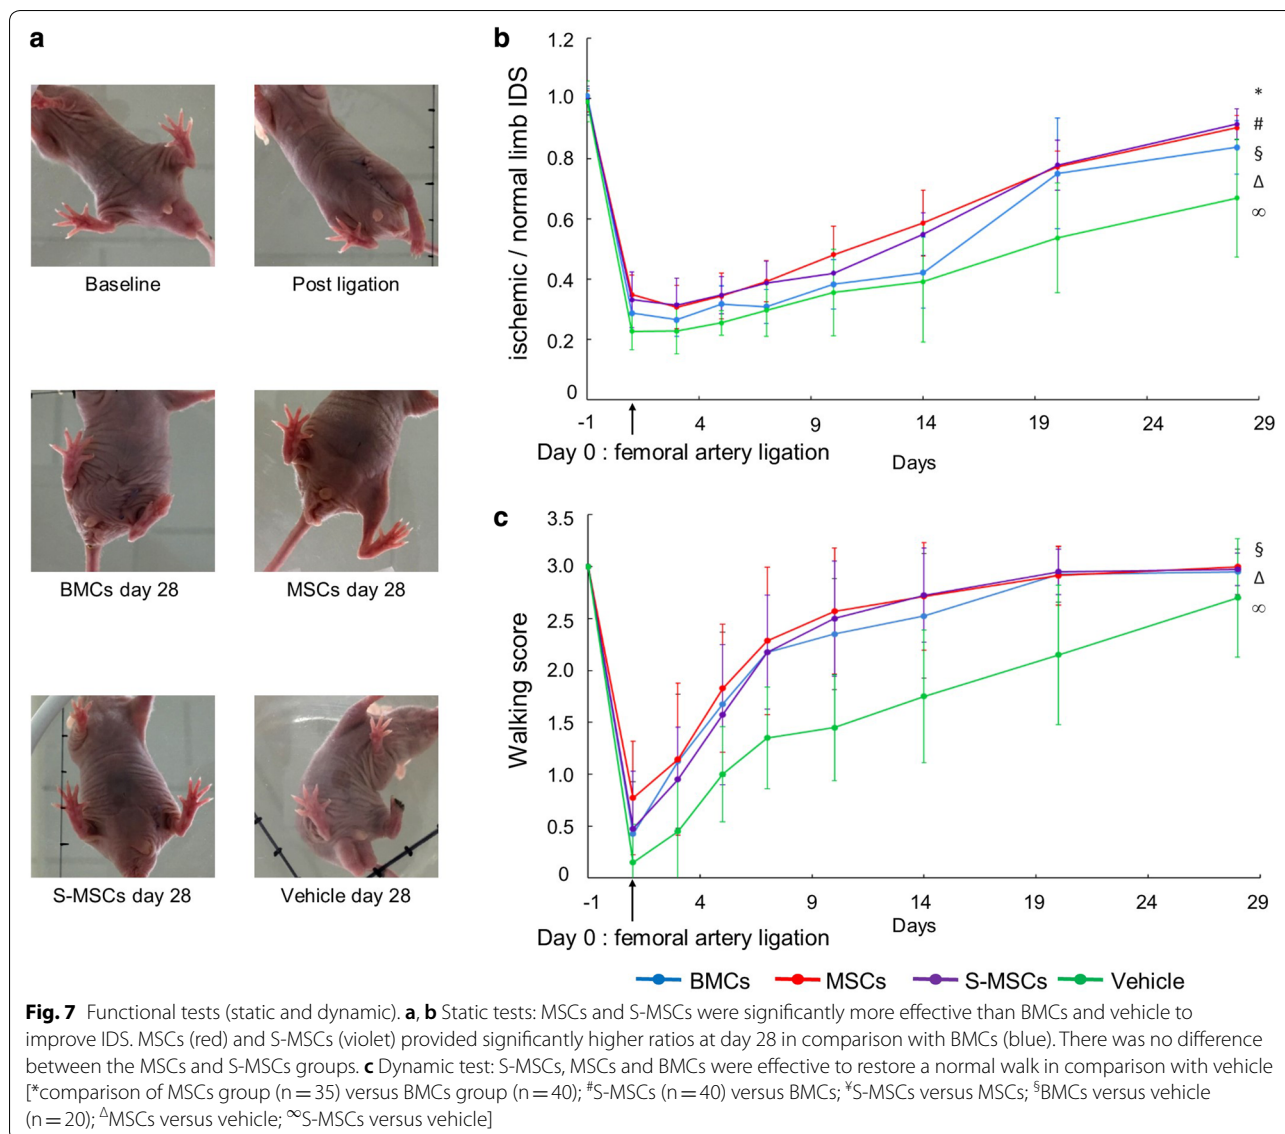 a
Baseline
Post ligation
BMCs day 28
MSCs day 28
S-MSCs day 28
Vehicle day 28
b
ischemic / normal limb IDS
1.2
1.0
0.8
0.6
0.4
0.2
0
-1 4 9 14 19 24 29
Day 0 : femoral artery ligation
Days
*
#
§
Δ
∞
c
Walking score
3.5
3.0
2.5
2.0
1.5
1.0
0.5
0
-1 4 9 14 19 24 29
Days
Day 0 : femoral artery ligation
§
Δ
∞
BMCs MSCs S-MSCs Vehicle
Fig. 7 Functional tests (static and dynamic). a, b Static tests: MSCs and S-MSCs were significantly more effective than BMCs and vehicle to
improve IDS. MSCs (red) and S-MSCs (violet) provided significantly higher ratios at day 28 in comparison with BMCs (blue). There was no difference
between the MSCs and S-MSCs groups. c Dynamic test: S-MSCs, MSCs and BMCs were effective to restore a normal walk in comparison with vehicle
[*comparison of MSCs group (n = 35) versus BMCs group (n = 40); #S-MSCs (n = 40) versus BMCs; ¥S-MSCs versus MSCs; §BMCs versus vehicle
(n = 20); ΔMSCs versus vehicle; ∞S-MSCs versus vehicle]